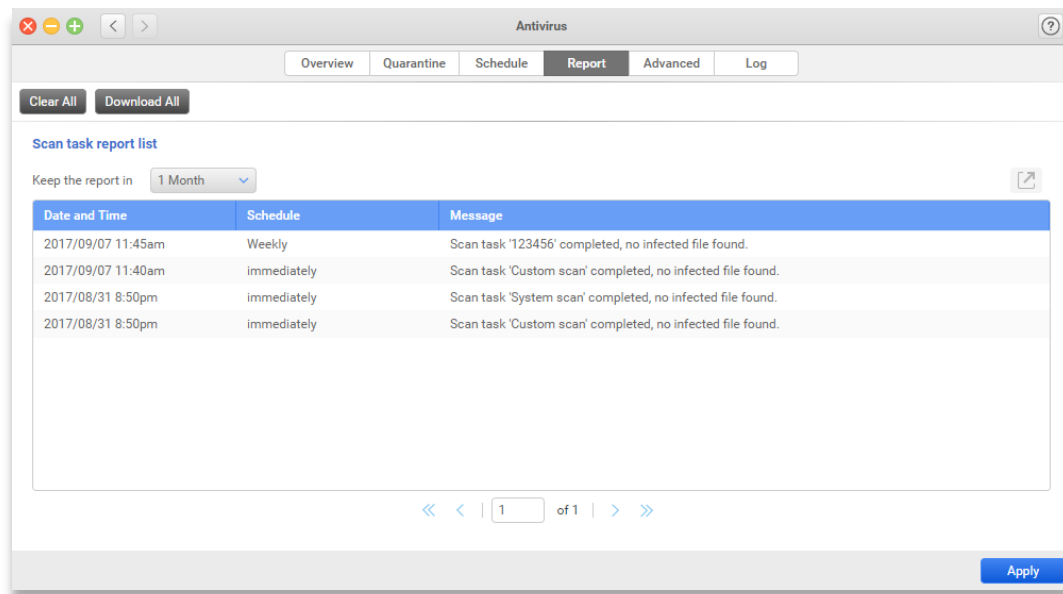 Antivirus
?
Overview Quarantine Schedule Report Advanced Log
Clear All Download All
Scan task report list
Keep the report in 1 Month
Date and Time Schedule Message
2017/09/07 11:45am Weekly Scan task '123456' completed, no infected file found.
2017/09/07 11:40am immediately Scan task 'Custom scan' completed, no infected file found.
2017/08/31 8:50pm immediately Scan task 'System scan' completed, no infected file found.
2017/08/31 8:50pm immediately Scan task 'Custom scan' completed, no infected file found.
1 of 1
Apply